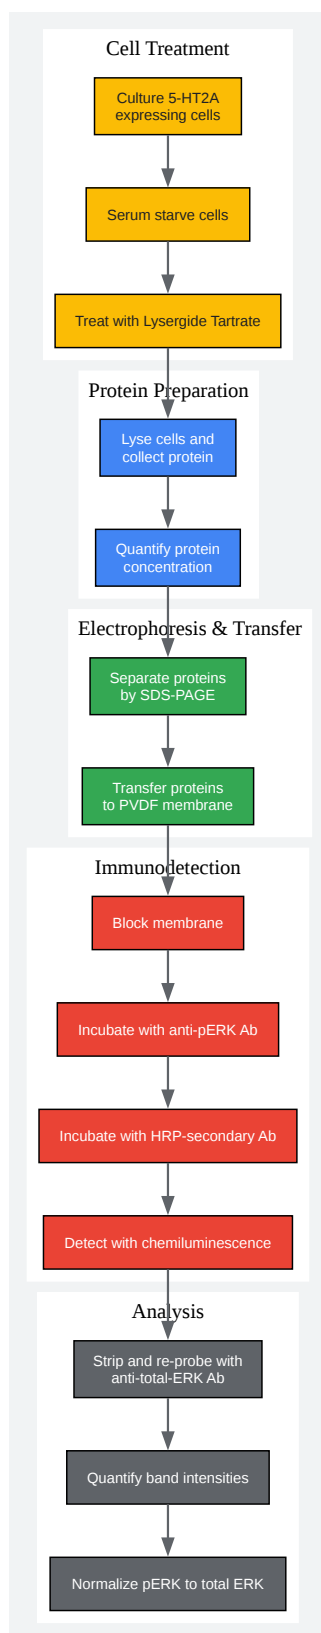 Cell Treatment
Culture 5-HT2A
expressing cells
Serum starve cells
Treat with Lysergide Tartrate
Protein Preparation
Lyse cells and
collect protein
Quantify protein
concentration
Electrophoresis & Transfer
Separate proteins
by SDS-PAGE
Transfer proteins
to PVDF membrane
Immunodetection
Block membrane
Incubate with anti-pERK Ab
Incubate with HRP-secondary Ab
Detect with chemiluminescence
Analysis
Strip and re-probe with
anti-total-ERK Ab
Quantify band intensities
Normalize pERK to total ERK